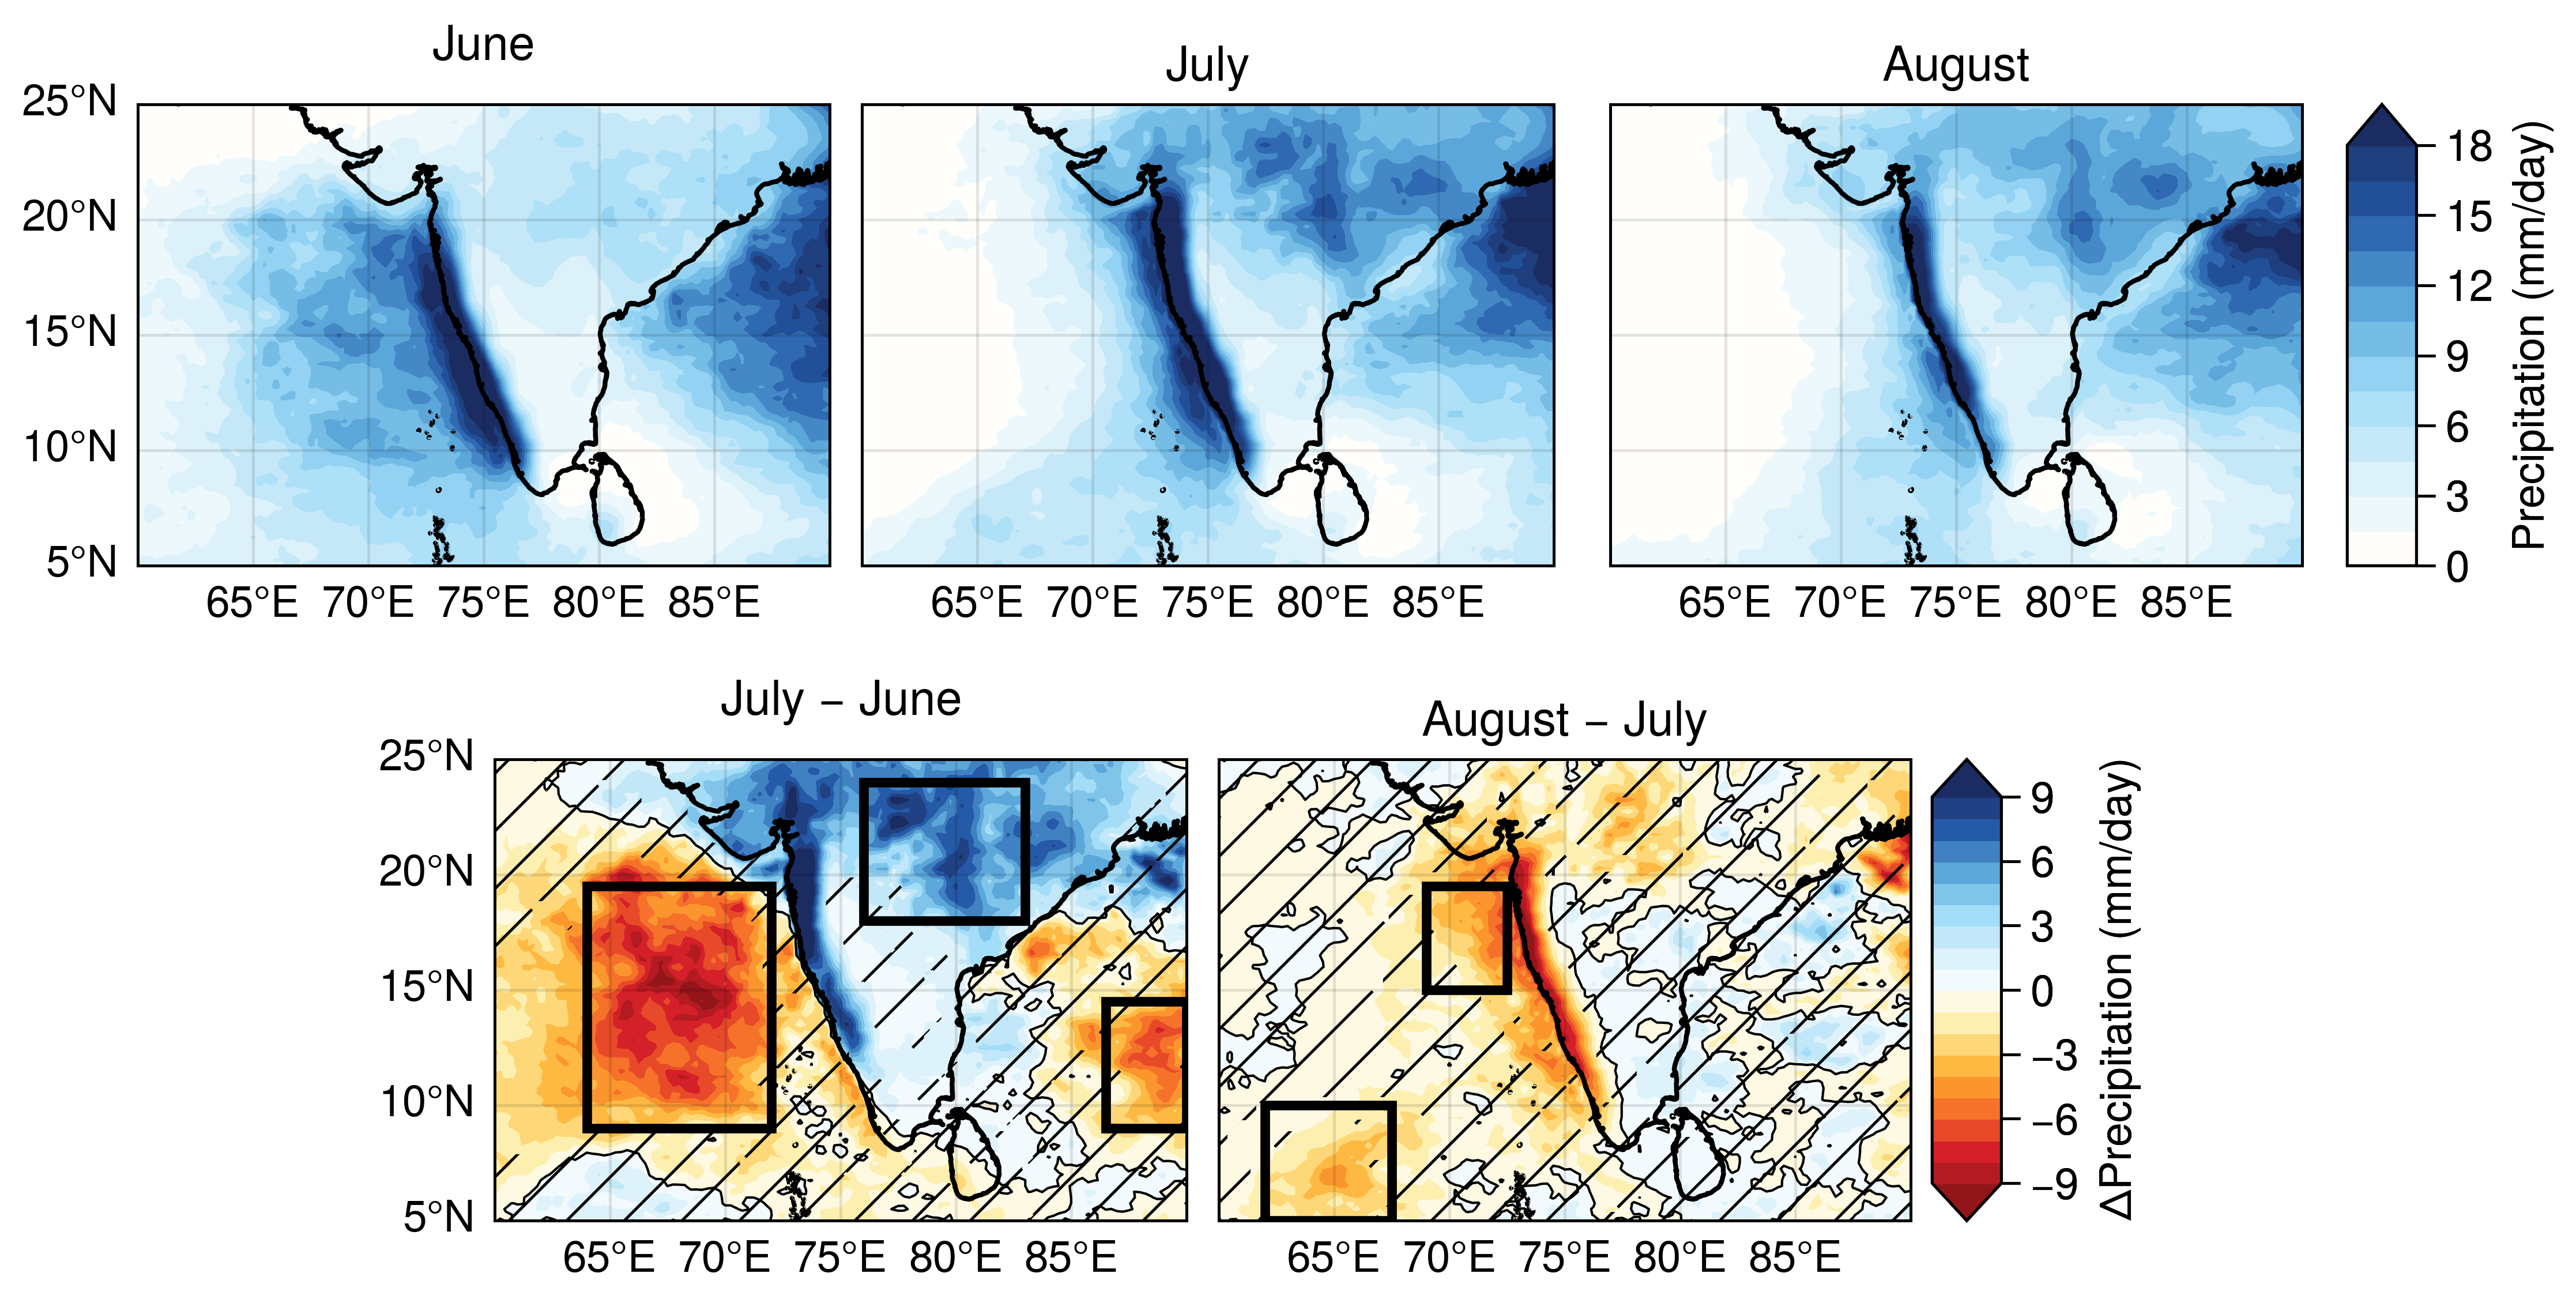 June
July
August
25°N
20°N
15°N
10°N
5°N
65°E 70°E 75°E 80°E 85°E
65°E 70°E 75°E 80°E 85°E
65°E 70°E 75°E 80°E 85°E
18
15
12
9
6
3
0
Precipitation (mm/day)
July − June
August − July
25°N
20°N
15°N
10°N
5°N
65°E 70°E 75°E 80°E 85°E
65°E 70°E 75°E 80°E 85°E
9
6
3
0
−3
−6
−9
ΔPrecipitation (mm/day)